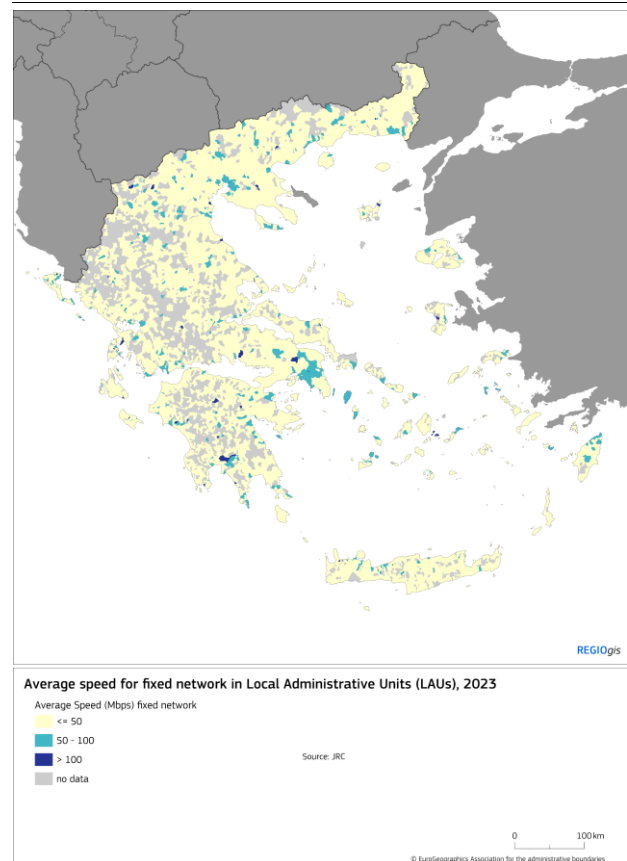 REGIOgis
Average speed for fixed network in Local Administrative Units (LAUs), 2023
Average Speed (Mbps) fixed network
<= 50
50 - 100
> 100
no data
Source: JRC
0 100 km
© EuroGeographics Association for the administrative boundaries